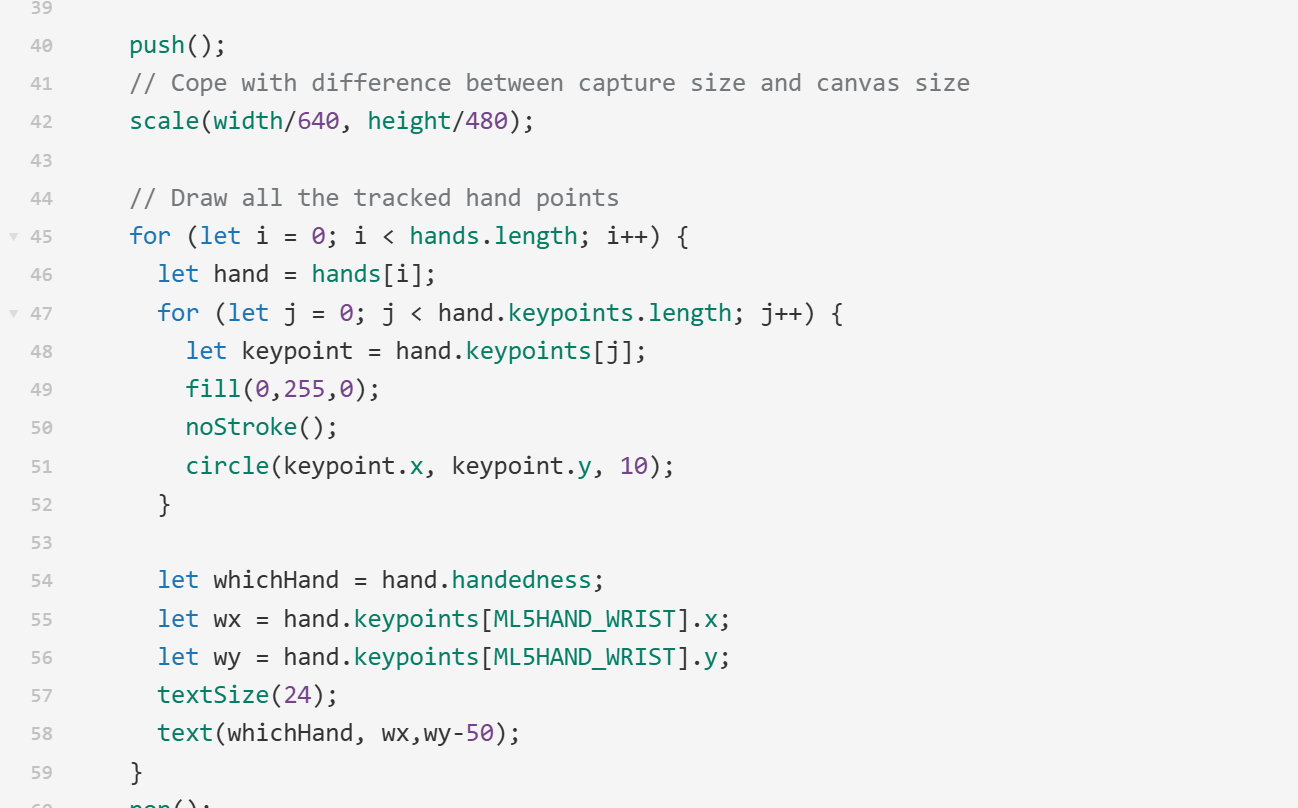 39
40 push();
41 // Cope with difference between capture size and canvas size
42 scale(width/640, height/480);
43
44 // Draw all the tracked hand points
45 for (let i = 0; i < hands.length; i++) {
46 let hand = hands[i];
47 for (let j = 0; j < hand.keypoints.length; j++) {
48 let keypoint = hand.keypoints[j];
49 fill(0,255,0);
50 noStroke();
51 circle(keypoint.x, keypoint.y, 10);
52 }
53
54 let whichHand = hand.handedness;
55 let wx = hand.keypoints[ML5HAND_WRIST].x;
56 let wy = hand.keypoints[ML5HAND_WRIST].y;
57 textSize(24);
58 text(whichHand, wx,wy-50);
59 }
60 pop();